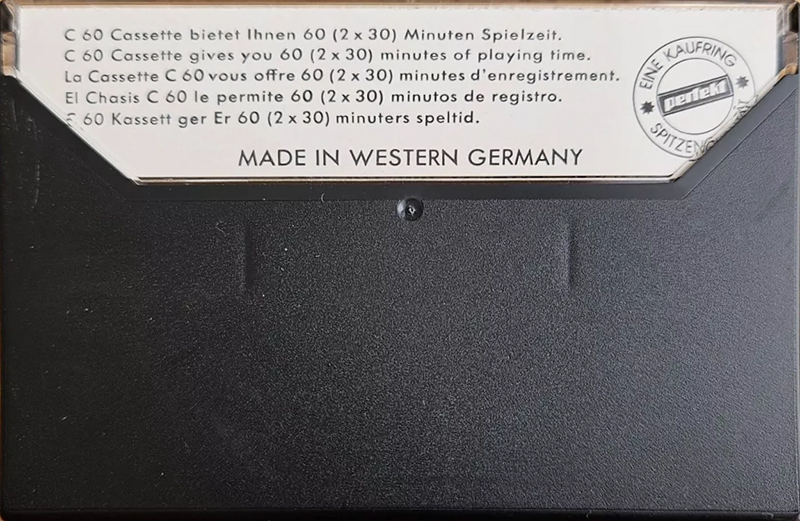 C 60 Cassette bietet Ihnen 60 (2 x 30) Minuten Spielzeit.
C 60 Cassette gives you 60 (2 x 30) minutes of playing time.
La Cassette C 60 vous offre 60 (2 x 30) minutes d'enregistrement.
El Chasis C 60 le permite 60 (2 x 30) minutos de registro.
60 Kassett ger Er 60 (2 x 30) minuters speltid.
MADE IN WESTERN GERMANY
EINE KAUFRING
perfekt